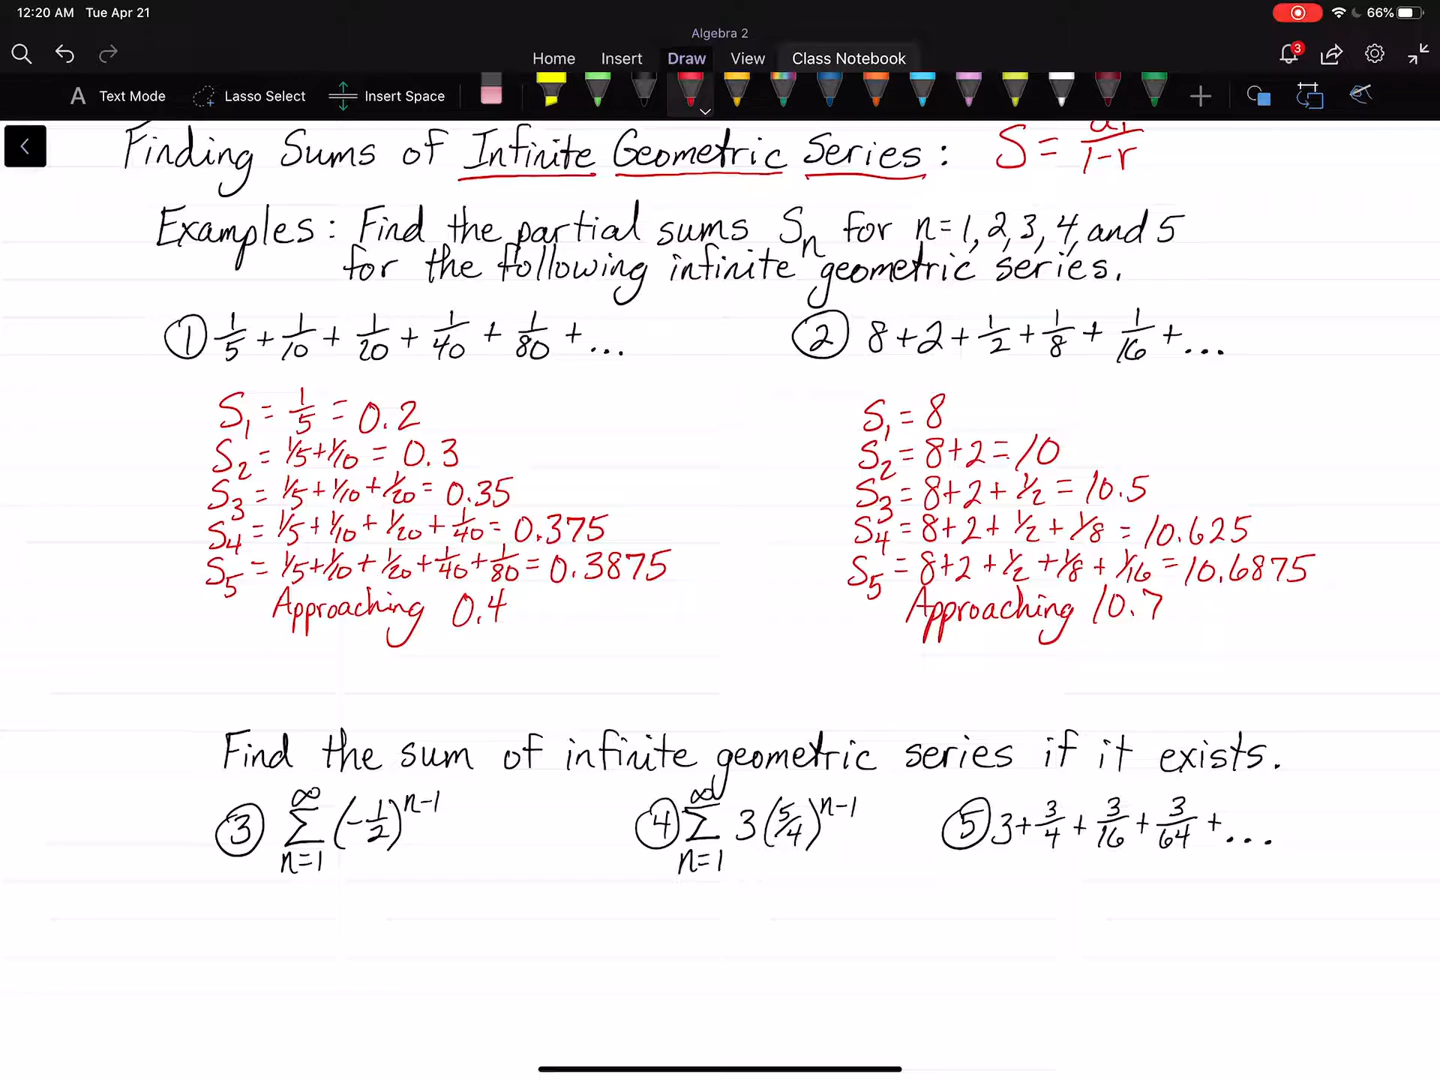 12:20 AM Tue Apr 21
66%
Algebra 2
Home Insert Draw View Class Notebook
3
A Text Mode Lasso Select Insert Space
Finding Sums of Infinite Geometric Series: S = a₁/(1-r)
Examples: Find the partial sums Sₙ for n=1, 2, 3, 4, and 5
for the following infinite geometric series.
① 1/5 + 1/10 + 1/20 + 1/40 + 1/80 + ...
② 8+2+1/2+1/8+1/16+...
S₁ = 1/5 = 0.2
S₂ = 1/5+1/10 = 0.3
S₃ = 1/5+1/10+1/20 = 0.35
S₄ = 1/5+1/10+1/20+1/40 = 0.375
S₅ = 1/5+1/10+1/20+1/40+1/80 = 0.3875
Approaching 0.4
S₁ = 8
S₂ = 8+2 = 10
S₃ = 8+2+1/2 = 10.5
S₄ = 8+2+1/2+1/8 = 10.625
S₅ = 8+2+1/2+1/8+1/16 = 10.6875
Approaching 10.7
Find the sum of infinite geometric series if it exists.
③ ∞ Σ n=1 (-1/2)ⁿ⁻¹
④ ∞ Σ n=1 3(5/4)ⁿ⁻¹
⑤ 3+3/4+3/16+3/64+...